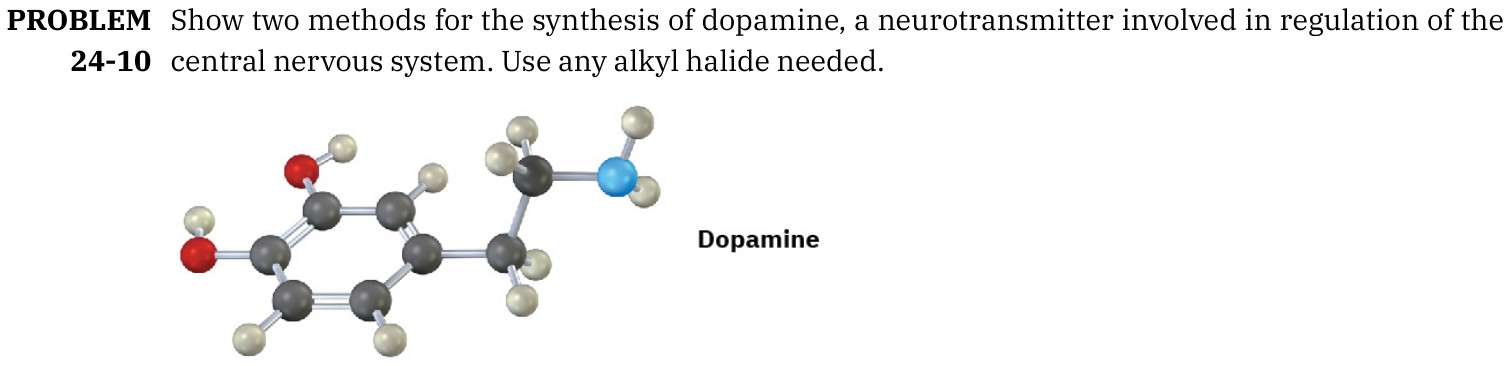 PROBLEM Show two methods for the synthesis of dopamine, a neurotransmitter involved in regulation of the
24-10 central nervous system. Use any alkyl halide needed.
Dopamine